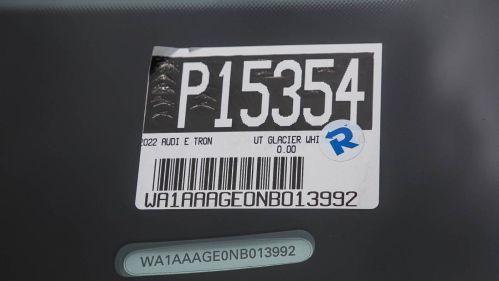 P15354
2022 AUDI E TRON UT GLACIER WHI
0.00
R
WA1AAAGE0NB013992
WA1AAAGE0NB013992